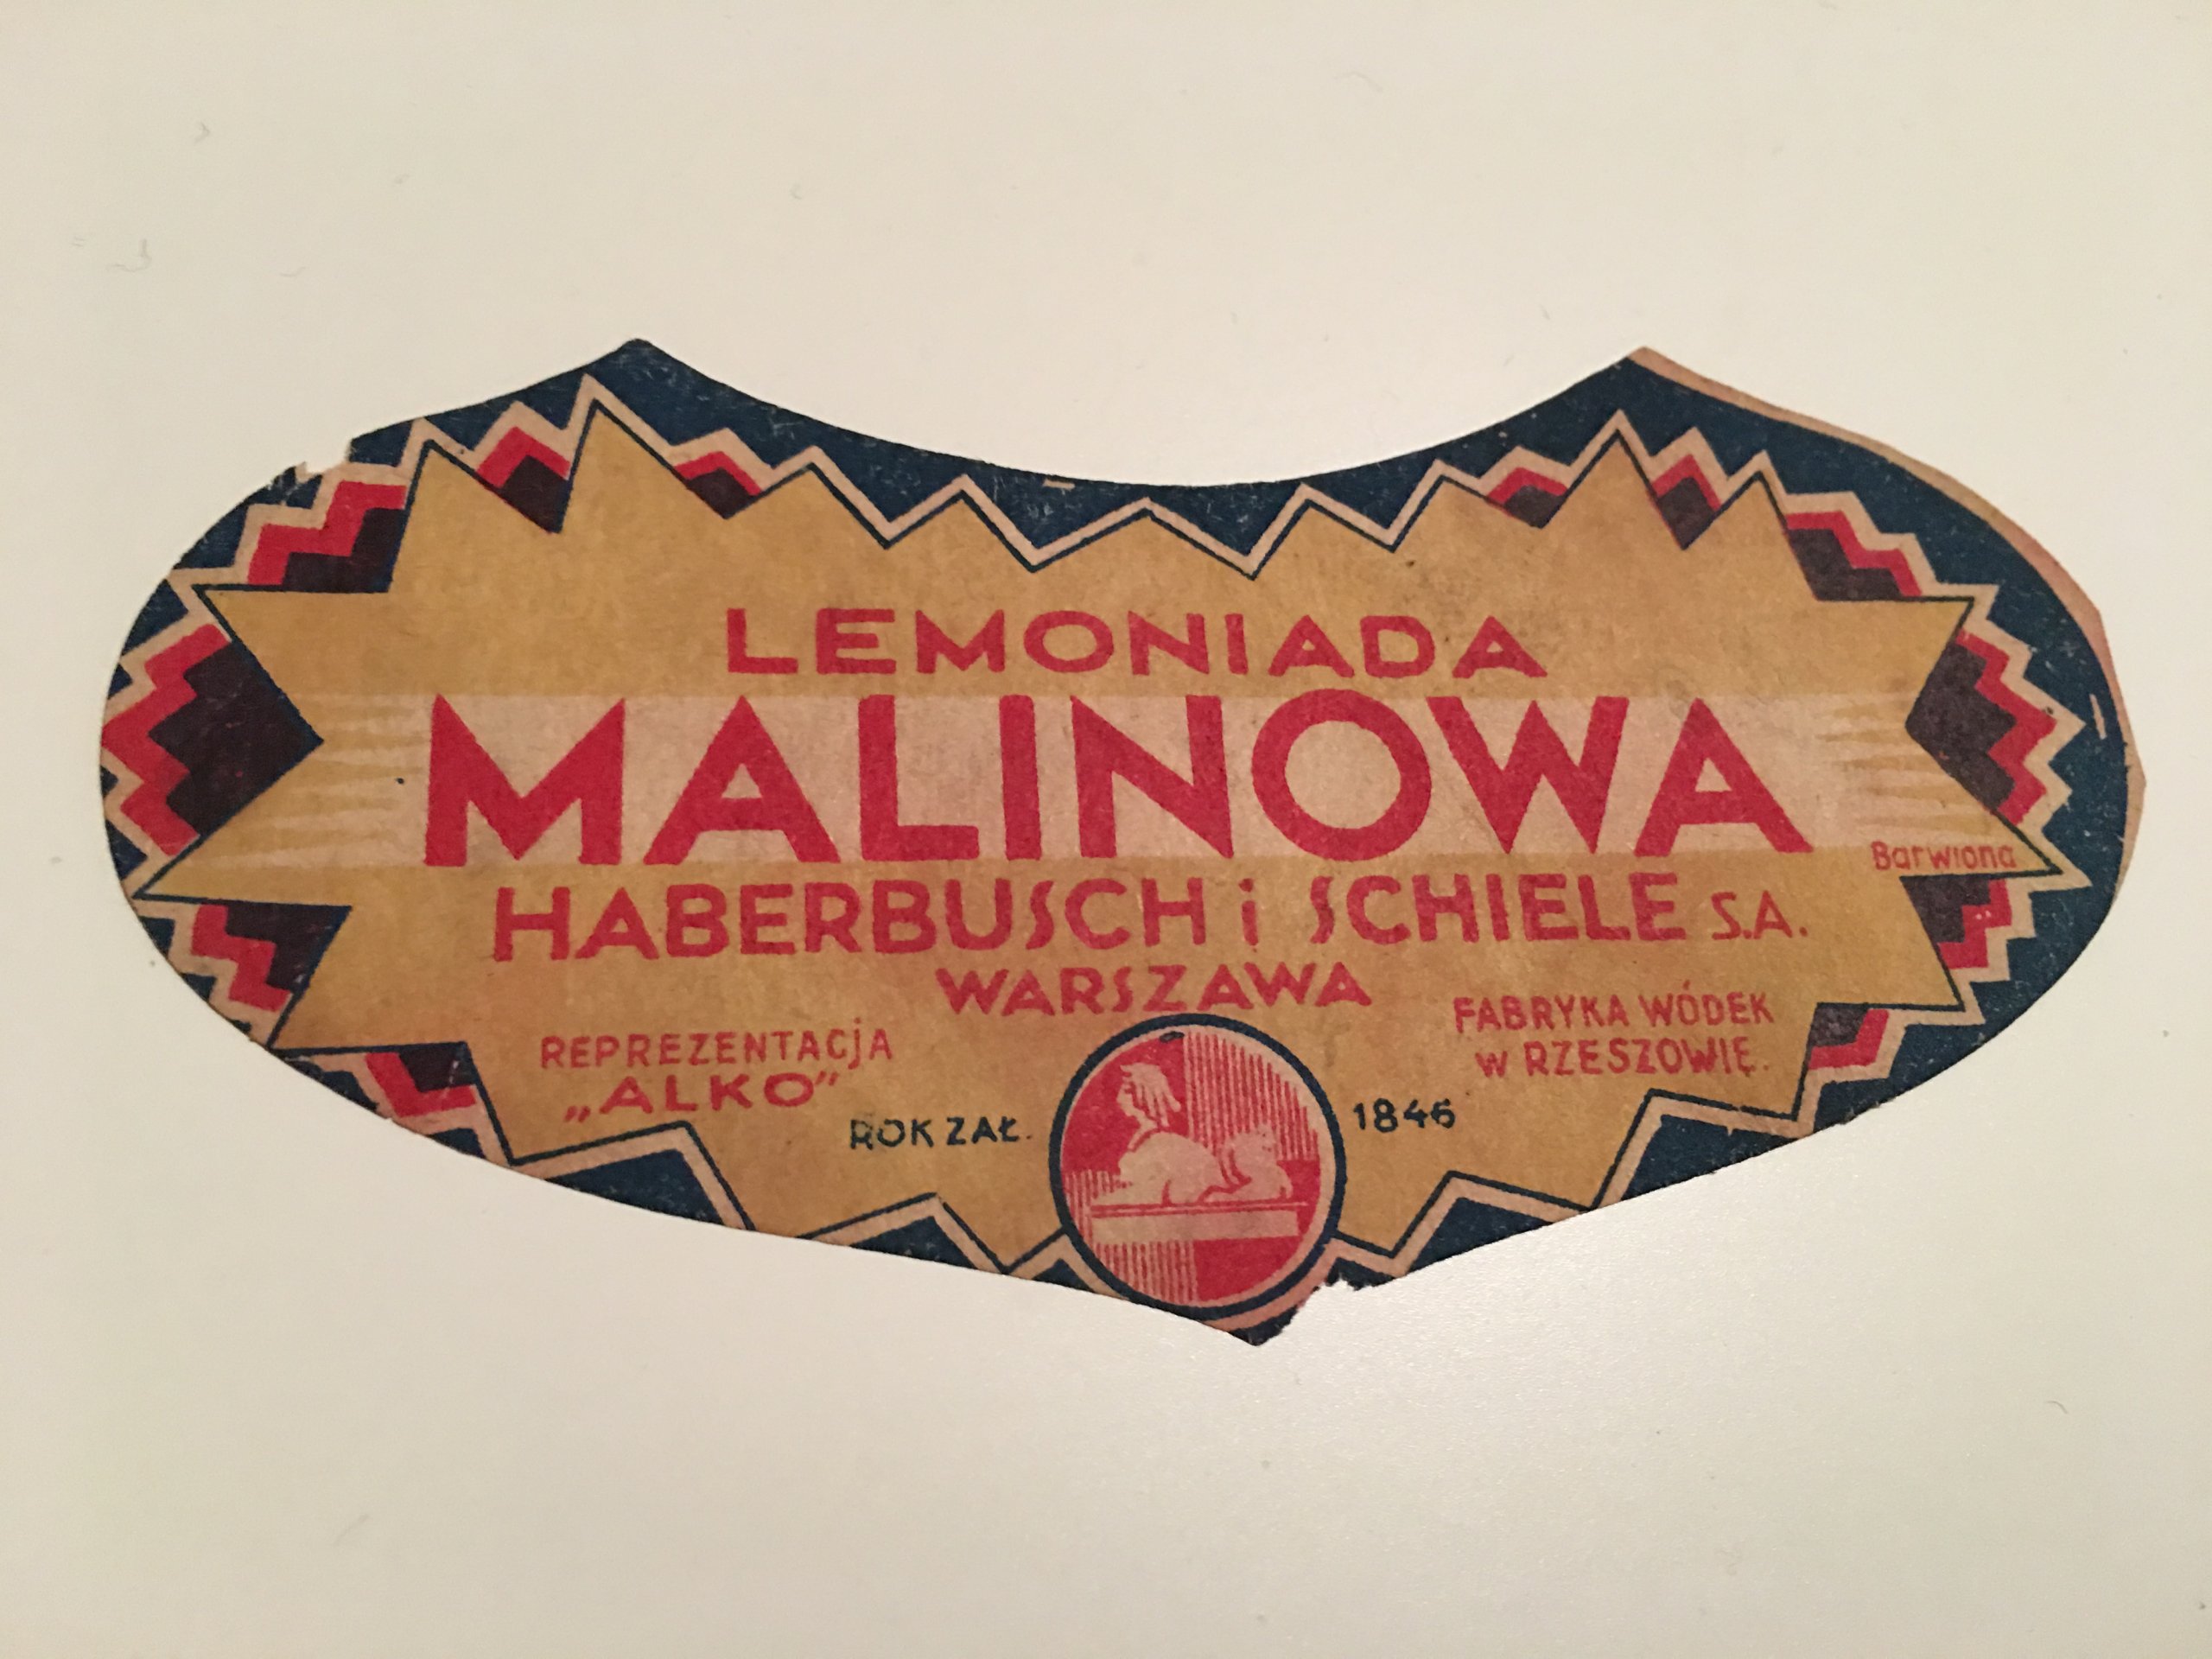 LEMONIADA
MALINOWA
Barwiona
HABERBUSCH i SCHIELE S.A.
WARSZAWA
REPREZENTACJA
„ALKO”
FABRYKA WÓDEK
w RZESZOWIĘ.
ROK ZAŁ. 1846